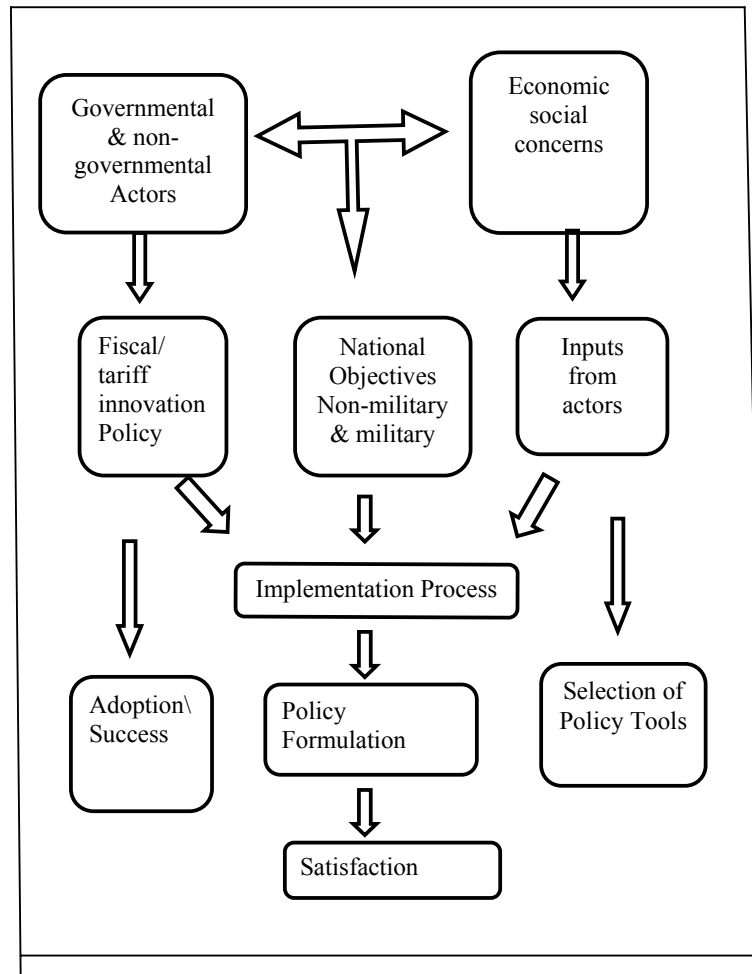 Governmental
& non-
governmental
Actors
Economic
social
concerns
Fiscal/
tariff
innovation
Policy
National
Objectives
Non-military
& military
Inputs
from
actors
Implementation Process
Adoption\
Success
Policy
Formulation
Selection of
Policy Tools
Satisfaction